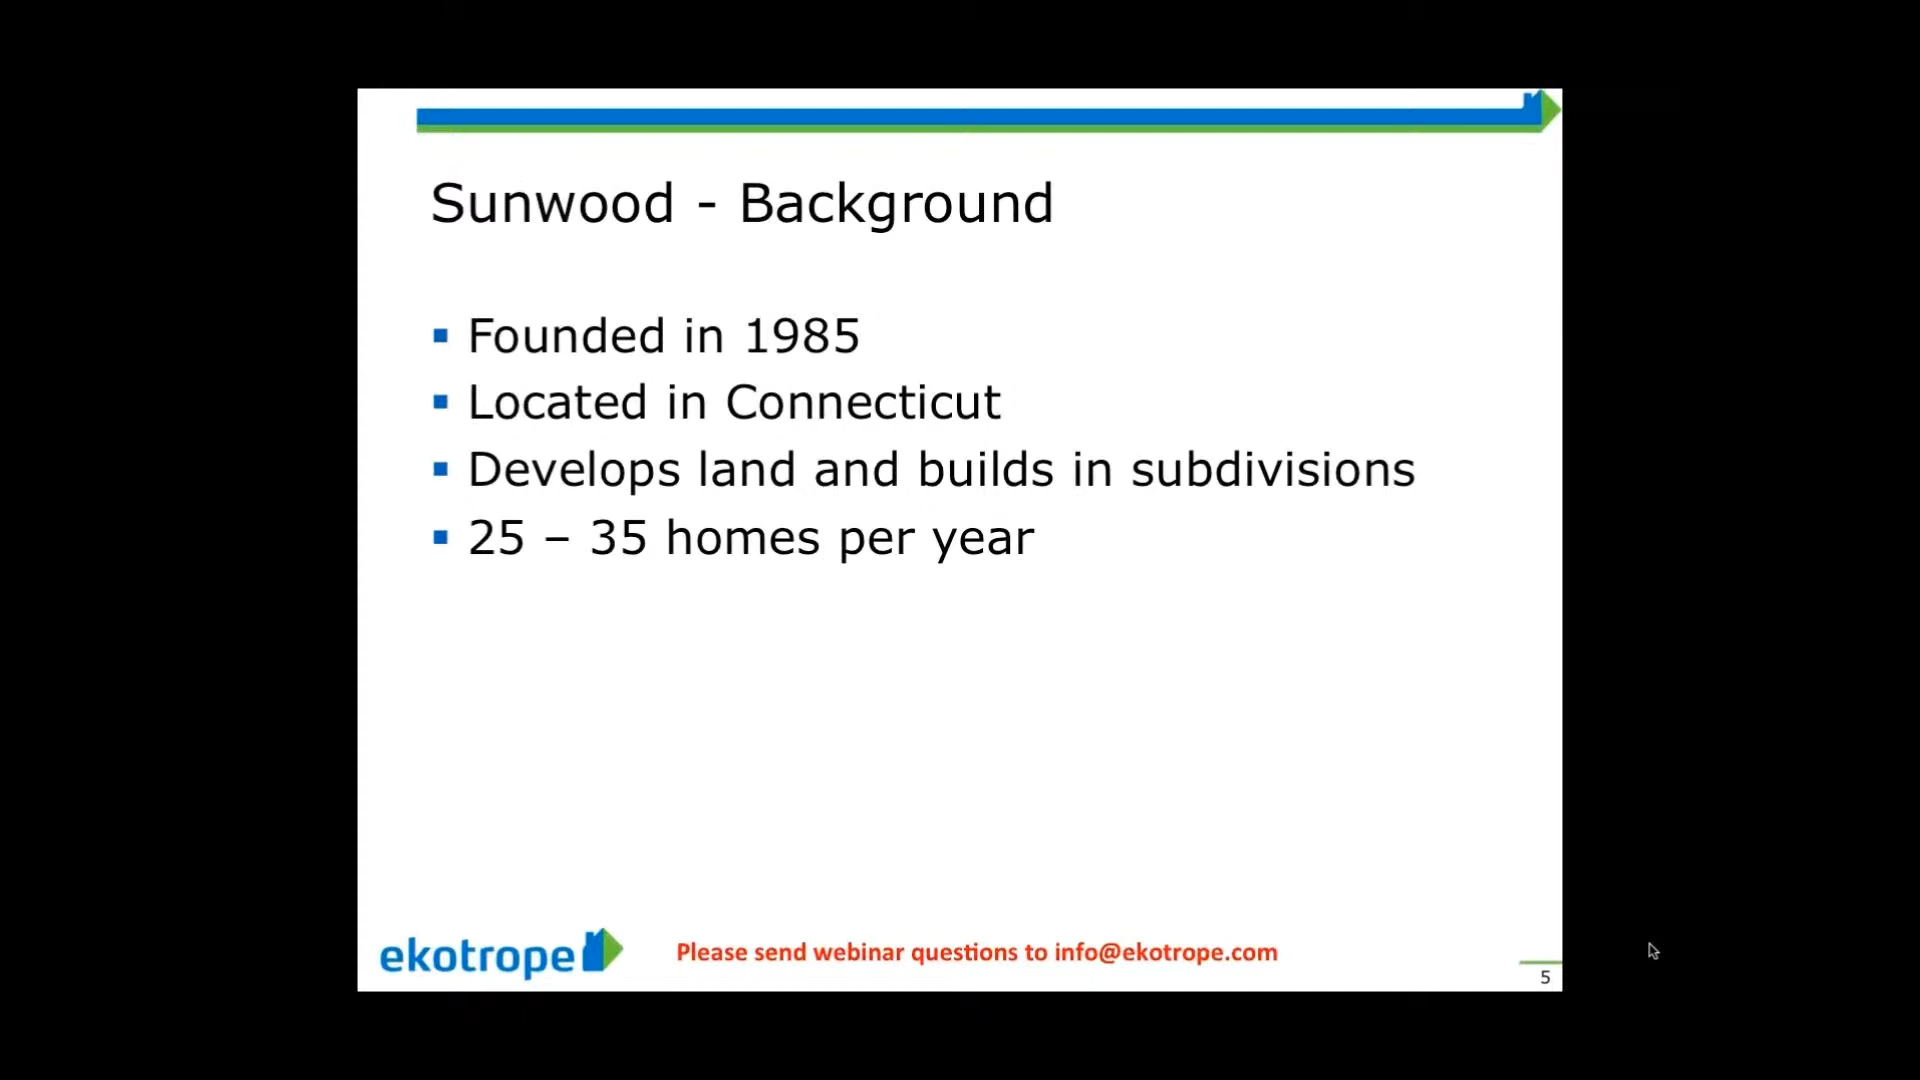 Sunwood - Background
Founded in 1985
Located in Connecticut
Develops land and builds in subdivisions
25 – 35 homes per year
ekotrope
Please send webinar questions to info@ekotrope.com
5